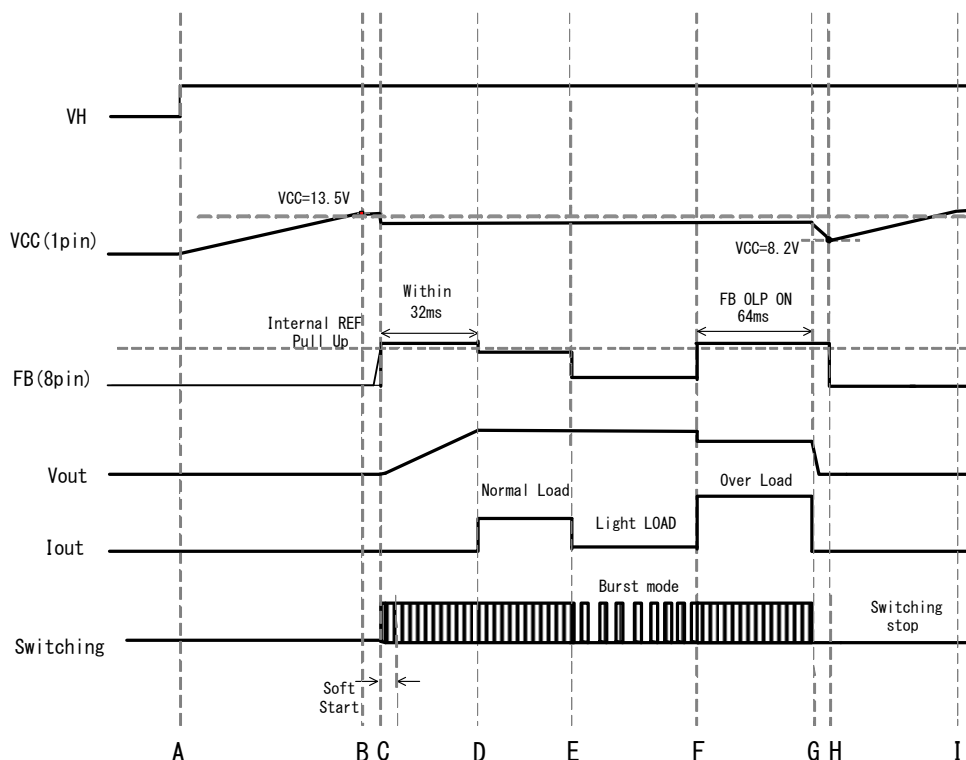 VH
VCC=13.5V
VCC(1pin)
VCC=8.2V
Within
32ms
FB OLP ON
64ms
Internal REF
Pull Up
FB(8pin)
Vout
Normal Load
Over Load
Light LOAD
Iout
Burst mode
Switching
Switching
stop
Soft
Start
A B C D E F G H I